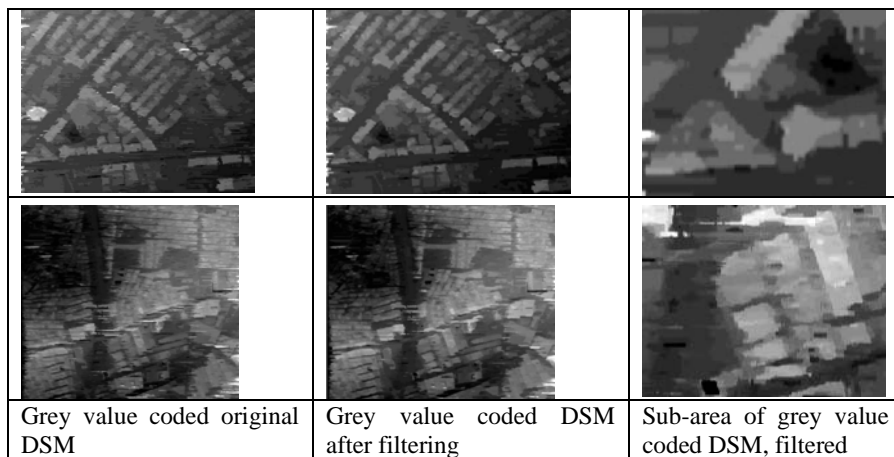 Grey value coded original
DSM
Grey value coded DSM
after filtering
Sub-area of grey value
coded DSM, filtered